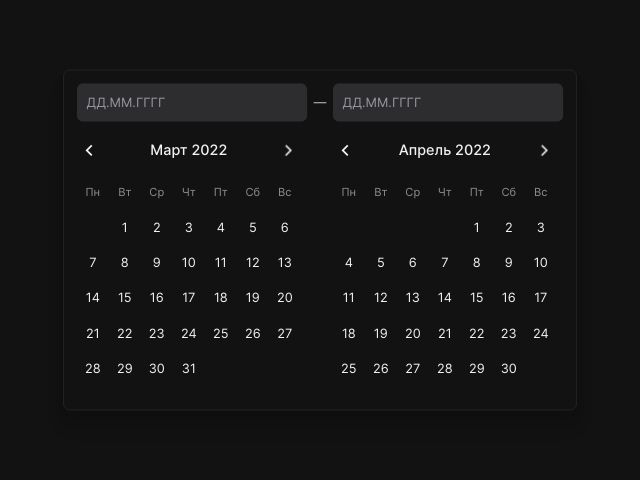 ДД.ММ.ГГГГ — ДД.ММ.ГГГГ
Март 2022
Пн Вт Ср Чт Пт Сб Вс
1 2 3 4 5 6
7 8 9 10 11 12 13
14 15 16 17 18 19 20
21 22 23 24 25 26 27
28 29 30 31
Апрель 2022
Пн Вт Ср Чт Пт Сб Вс
1 2 3
4 5 6 7 8 9 10
11 12 13 14 15 16 17
18 19 20 21 22 23 24
25 26 27 28 29 30